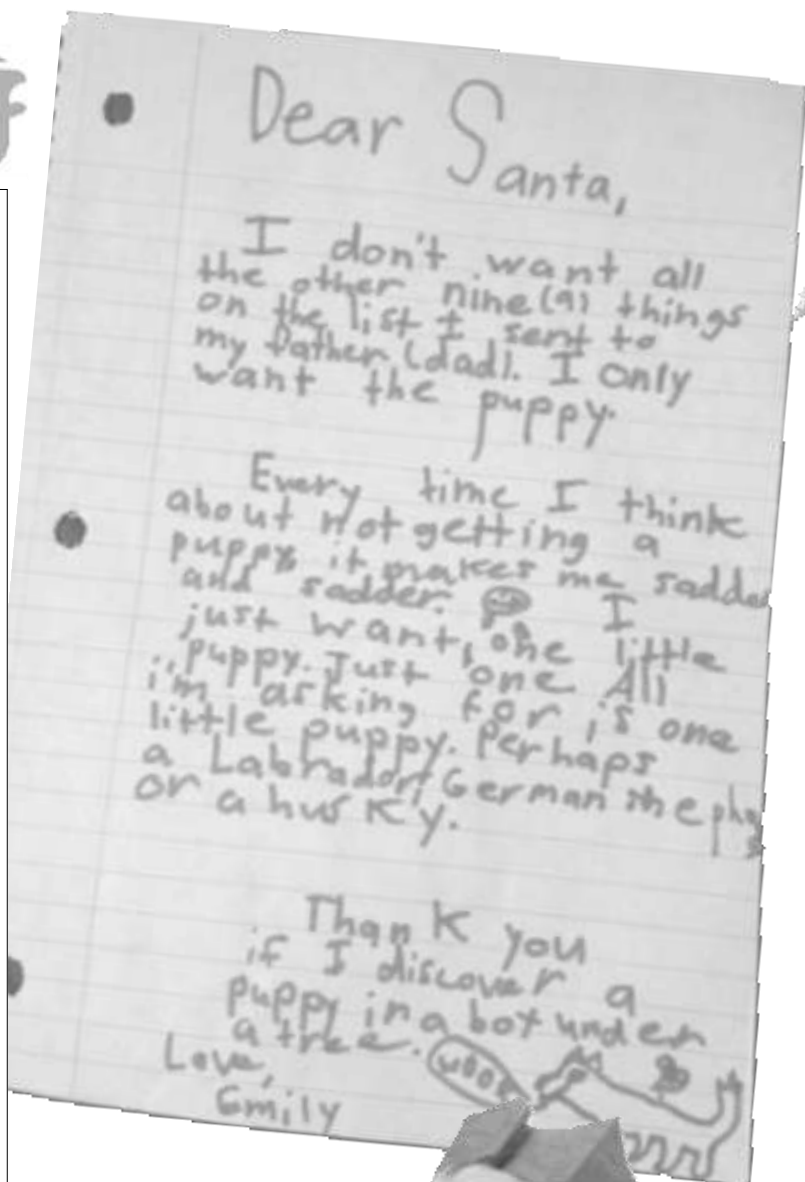 Dear Santa,
I don't want all
the other nine (9) things
on the list I sent to
my father (dad). I only
want the puppy.
Every time I think
about not getting a
puppy it makes me sadder
and sadder. I
just want one little
puppy. Just one All
i'm asking for is one
little puppy. Perhaps
a Labrador, German
or a husky.
Thank you
if I discover a
puppy in a box under
a tree.
Love,
Emily